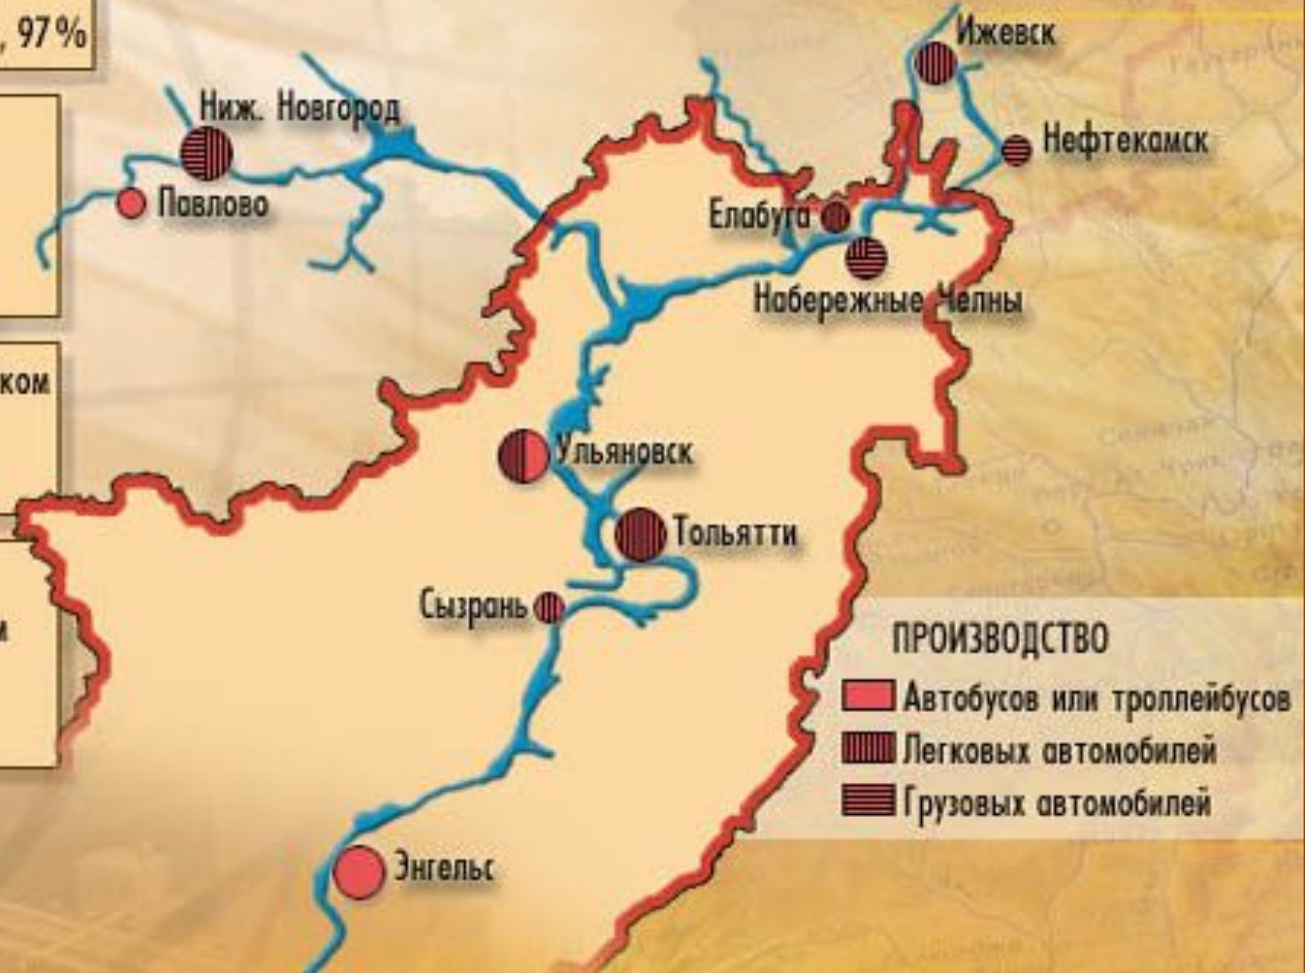 , 97%
Ижевск
Ниж. Новгород
Нефтекамск
Павлово
Елабуга
Набережные Челны
ком
Ульяновск
Тольятти
Сызрань
ПРОИЗВОДСТВО
Автобусов или троллейбусов
Легковых автомобилей
Грузовых автомобилей
Энгельс